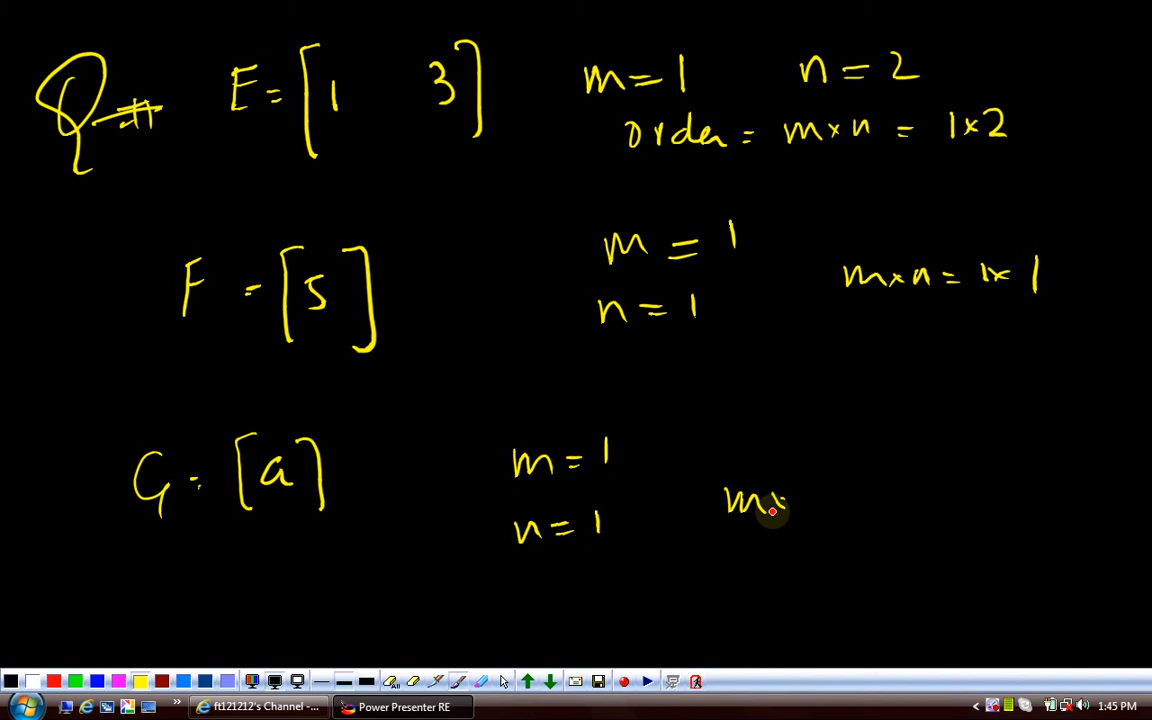 Q# E = [ 1 3 ] m = 1 n = 2
order = m×n = 1×2
F = [ 5 ] m = 1
n = 1 m×n = 1×1
G = [ a ] m = 1
n = 1 m×
ft121212's Channel -... Power Presenter RE 1:45 PM